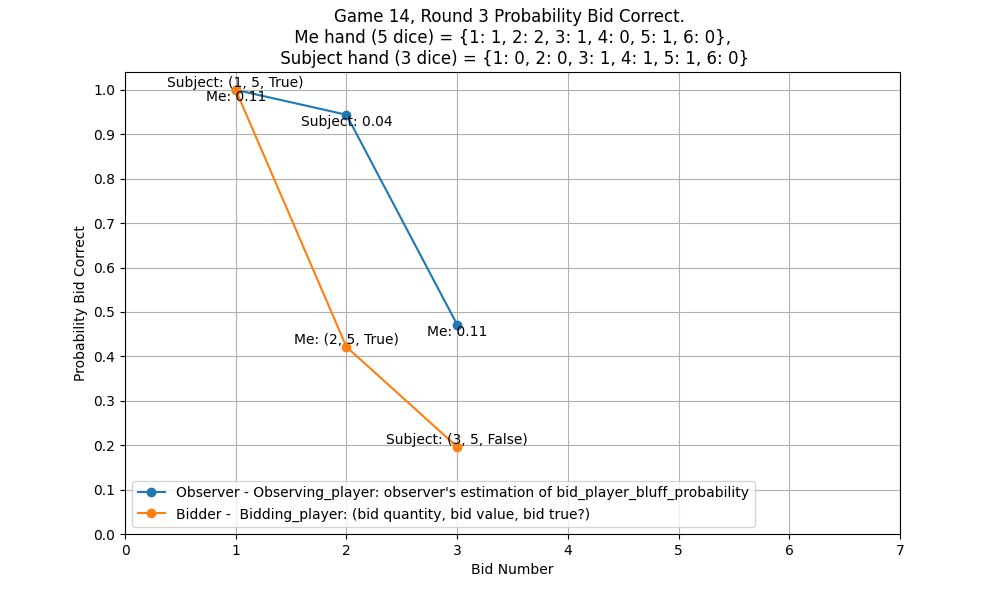 Game 14, Round 3 Probability Bid Correct.
Me hand (5 dice) = {1: 1, 2: 2, 3: 1, 4: 0, 5: 1, 6: 0},
Subject hand (3 dice) = {1: 0, 2: 0, 3: 1, 4: 1, 5: 1, 6: 0}
1.0
0.9
0.8
0.7
0.6
0.5
0.4
0.3
0.2
0.1
0.0
Probability Bid Correct
Subject: (1, 5, True)
Me: 0.11
Subject: 0.04
Me: 0.11
Me: (2, 5, True)
Subject: (3, 5, False)
Observer - Observing_player: observer's estimation of bid_player_bluff_probability
Bidder -  Bidding_player: (bid quantity, bid value, bid true?)
0 1 2 3 4 5 6 7
Bid Number